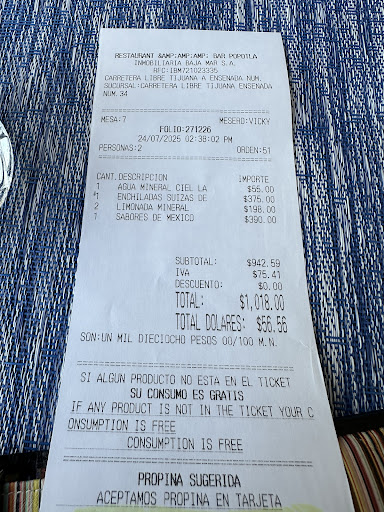 RESTAURANT &AMP;AMP;AMP; BAR POPOTLA
INMOBILIARIA BAJA MAR S.A.
RFC:IBM721023335
CARRETERA LIBRE TIJUANA A ENSENADA NUM.
SUCURSAL:CARRETERA LIBRE TIJUANA ENSENADA
NUM.34
MESA:7 MESERO:VICKY
FOLIO:271226
24/07/2025 02:38:02 PM
PERSONAS:2 ORDEN:51
CANT.DESCRIPCION IMPORTE
1 AGUA MINERAL CIEL LA $55.00
1 ENCHILADAS SUIZAS DE $375.00
2 LIMONADA MINERAL $198.00
1 SABORES DE MEXICO $390.00
SUBTOTAL: $942.59
IVA $75.41
DESCUENTO: $0.00
TOTAL: $1,018.00
TOTAL DOLARES: $56.56
SON:UN MIL DIECIOCHO PESOS 00/100 M.N.
SI ALGUN PRODUCTO NO ESTA EN EL TICKET
SU CONSUMO ES GRATIS
IF ANY PRODUCT IS NOT IN THE TICKET YOUR C
ONSUMPTION IS FREE
CONSUMPTION IS FREE
PROPINA SUGERIDA
ACEPTAMOS PROPINA EN TARJETA